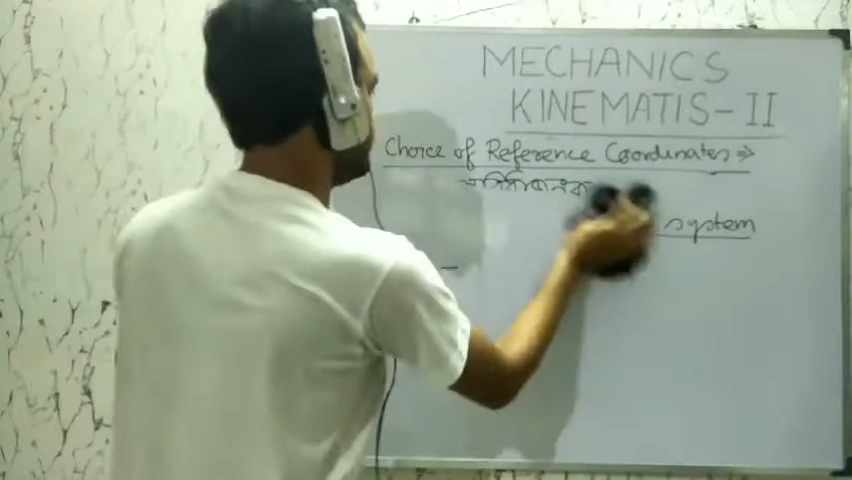 MECHANICS
KINEMATIS-II
Choice of Reference Coordinates ⇒
system